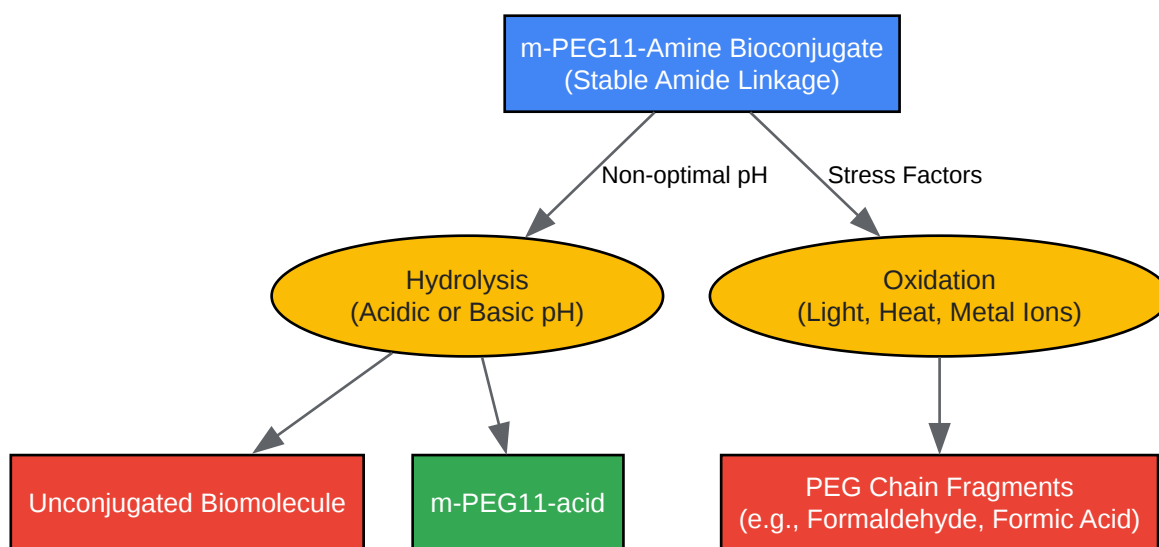 m-PEG11-Amine Bioconjugate
(Stable Amide Linkage)
Non-optimal pH
Stress Factors
Hydrolysis
(Acidic or Basic pH)
Oxidation
(Light, Heat, Metal Ions)
Unconjugated Biomolecule
m-PEG11-acid
PEG Chain Fragments
(e.g., Formaldehyde, Formic Acid)